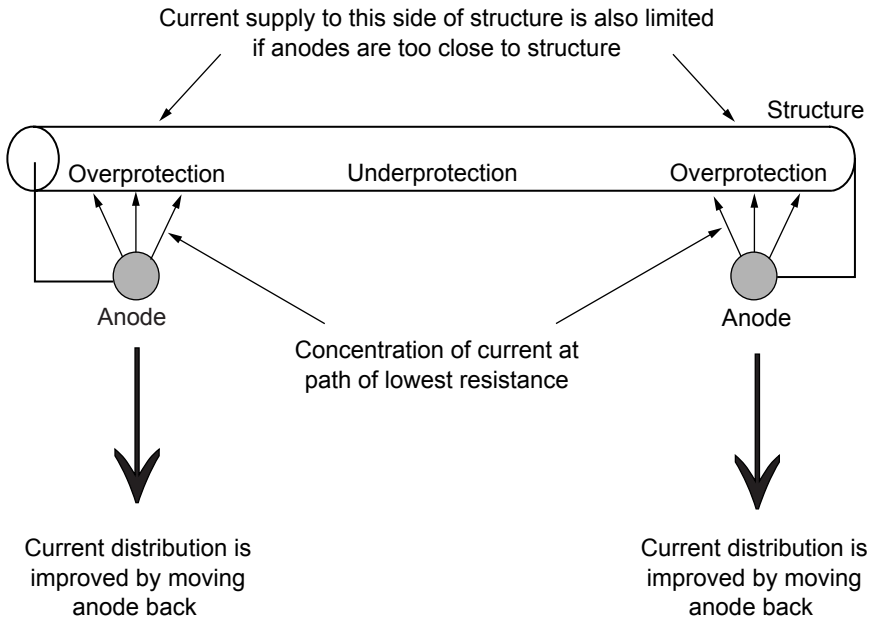 Current supply to this side of structure is also limited
if anodes are too close to structure
Structure
Overprotection
Underprotection
Overprotection
Anode
Anode
Concentration of current at
path of lowest resistance
Current distribution is
improved by moving
anode back
Current distribution is
improved by moving
anode back